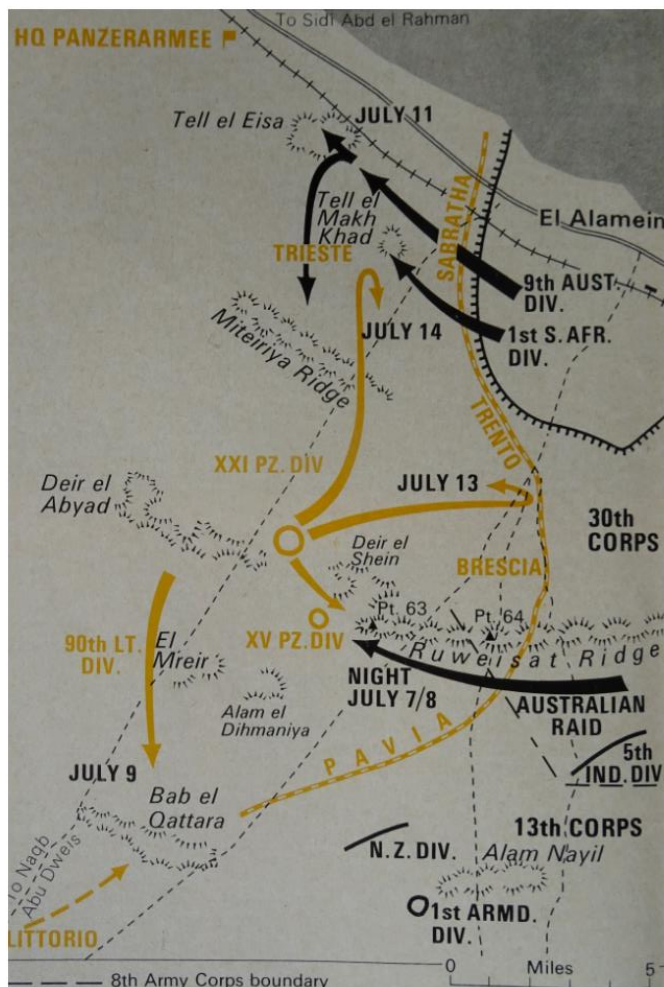 To Sidi Abd el Rahman
HQ PANZERARMEE
JULY 11
Tell el Eisa
Tell el
Makh
Khad
TRIESTE
SABRATHA
El Alamein
9th AUST.
DIV.
1st S. AFR.
DIV.
JULY 14
Miteiriya Ridge
TRENTO
XXI PZ. DIV
JULY 13
Deir el
Abyad
30th
CORPS
Deir el
Shein
BRESCIA
Pt. 63
Pt. 64
XV PZ. DIV
90th LT.
DIV.
El
Mreir
Ruweisat Ridge
NIGHT
JULY 7/8
AUSTRALIAN
RAID
Alam el
Dihmaniya
PAVIA
5th
IND. DIV
JULY 9
Bab el
Qattara
13th CORPS
N.Z. DIV.
Alam Nayil
To Naqb
Abu Dweis
1st ARMD.
DIV.
LITTORIO
0 Miles 5
8th Army Corps boundary